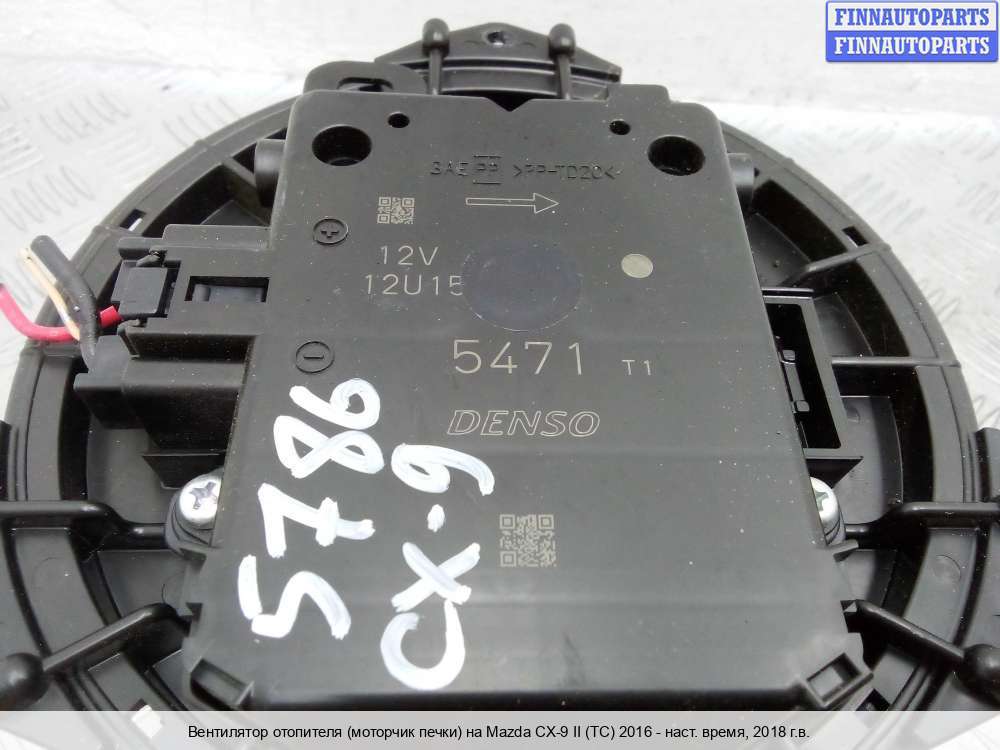 FINNAUTOPARTS
FINNAUTOPARTS
PP >PP-TD20<
12V
12U15
5471 T1
DENSO
5786
CX-9
Вентилятор отопителя (моторчик печки) на Mazda CX-9 II (TC) 2016 - наст. время, 2018 г.в.